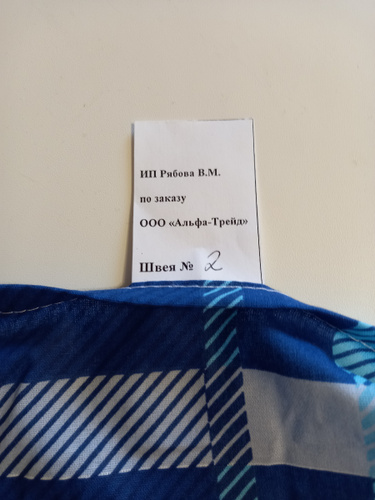 ИП Рябова В.М.
по заказу
ООО «Альфа-Трейд»
Швея № 2